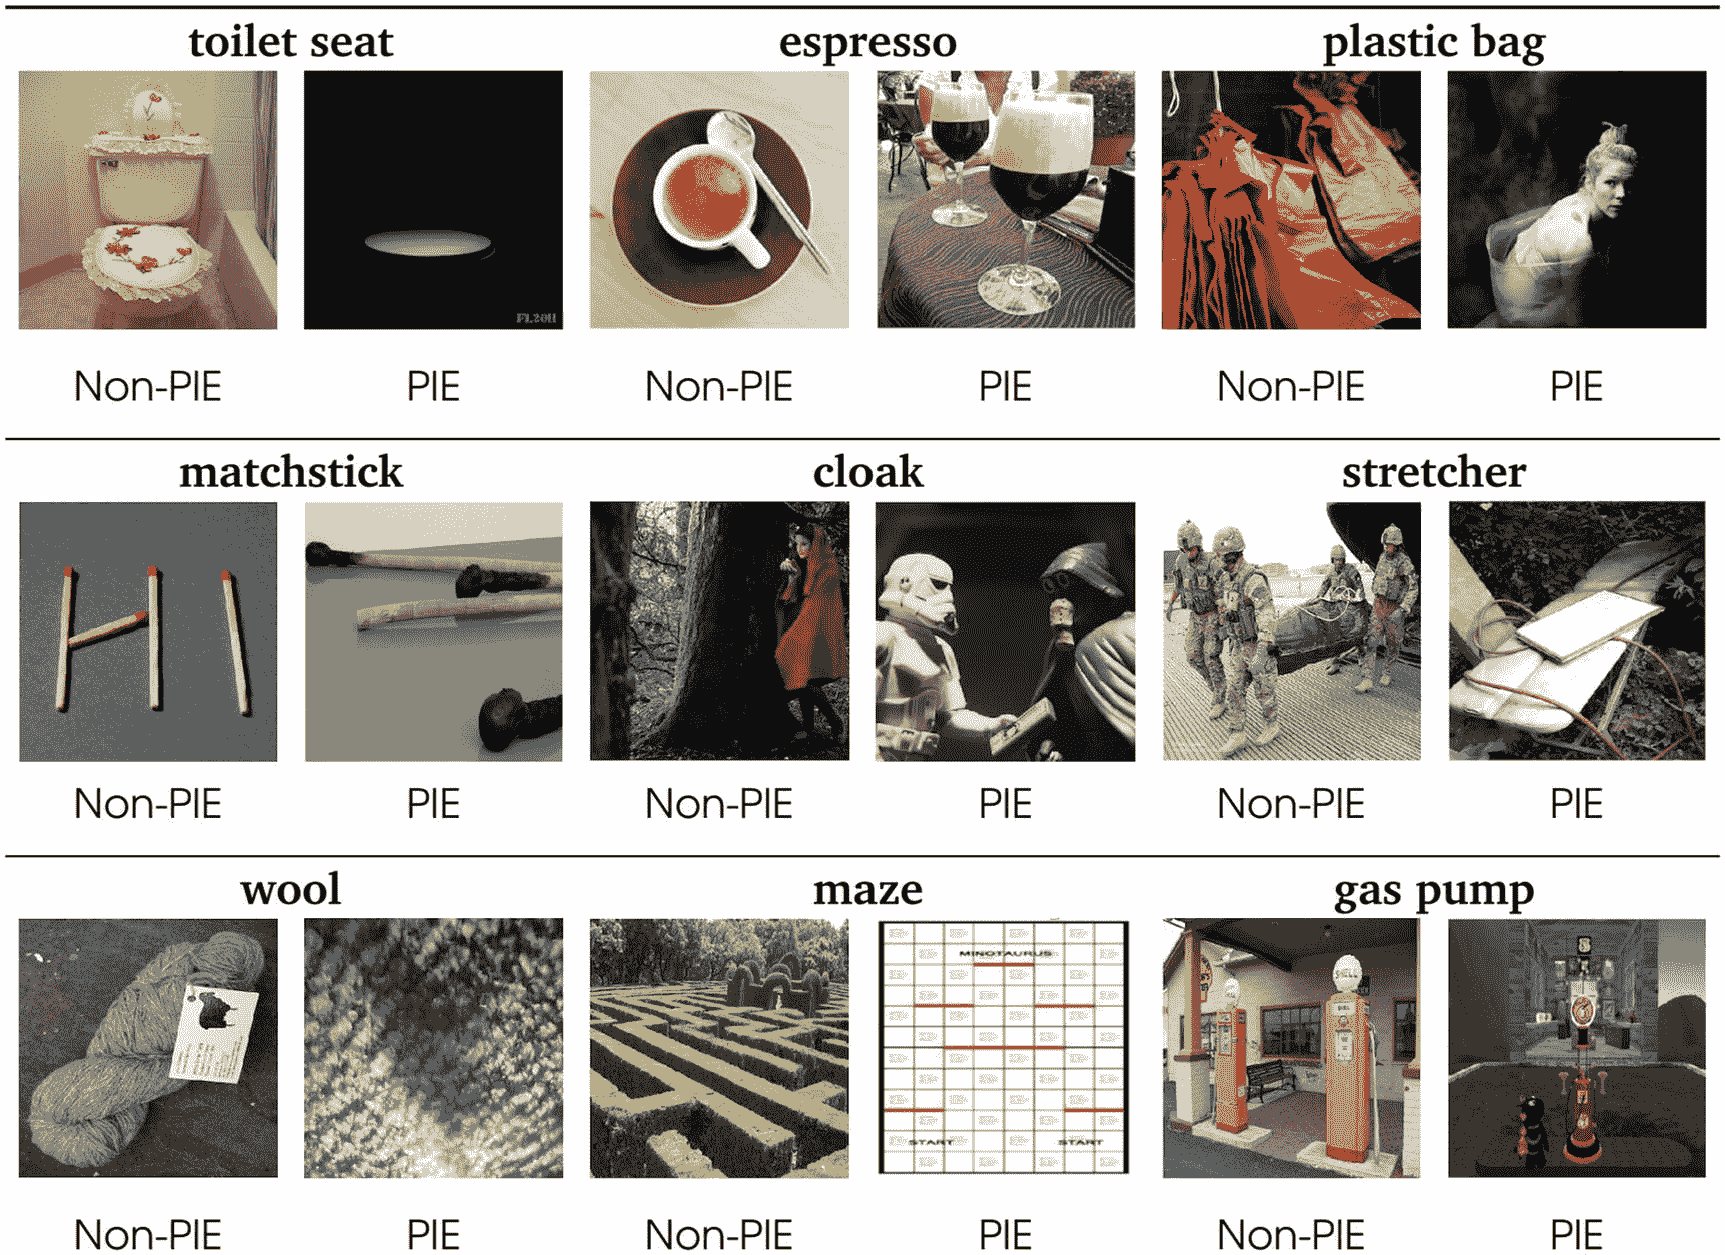 toilet seat espresso plastic bag
FL2011
Non-PIE PIE Non-PIE PIE Non-PIE PIE
matchstick cloak stretcher
Non-PIE PIE Non-PIE PIE Non-PIE PIE
wool maze gas pump
MINOTAURUS
SHELL
START START
Non-PIE PIE Non-PIE PIE Non-PIE PIE